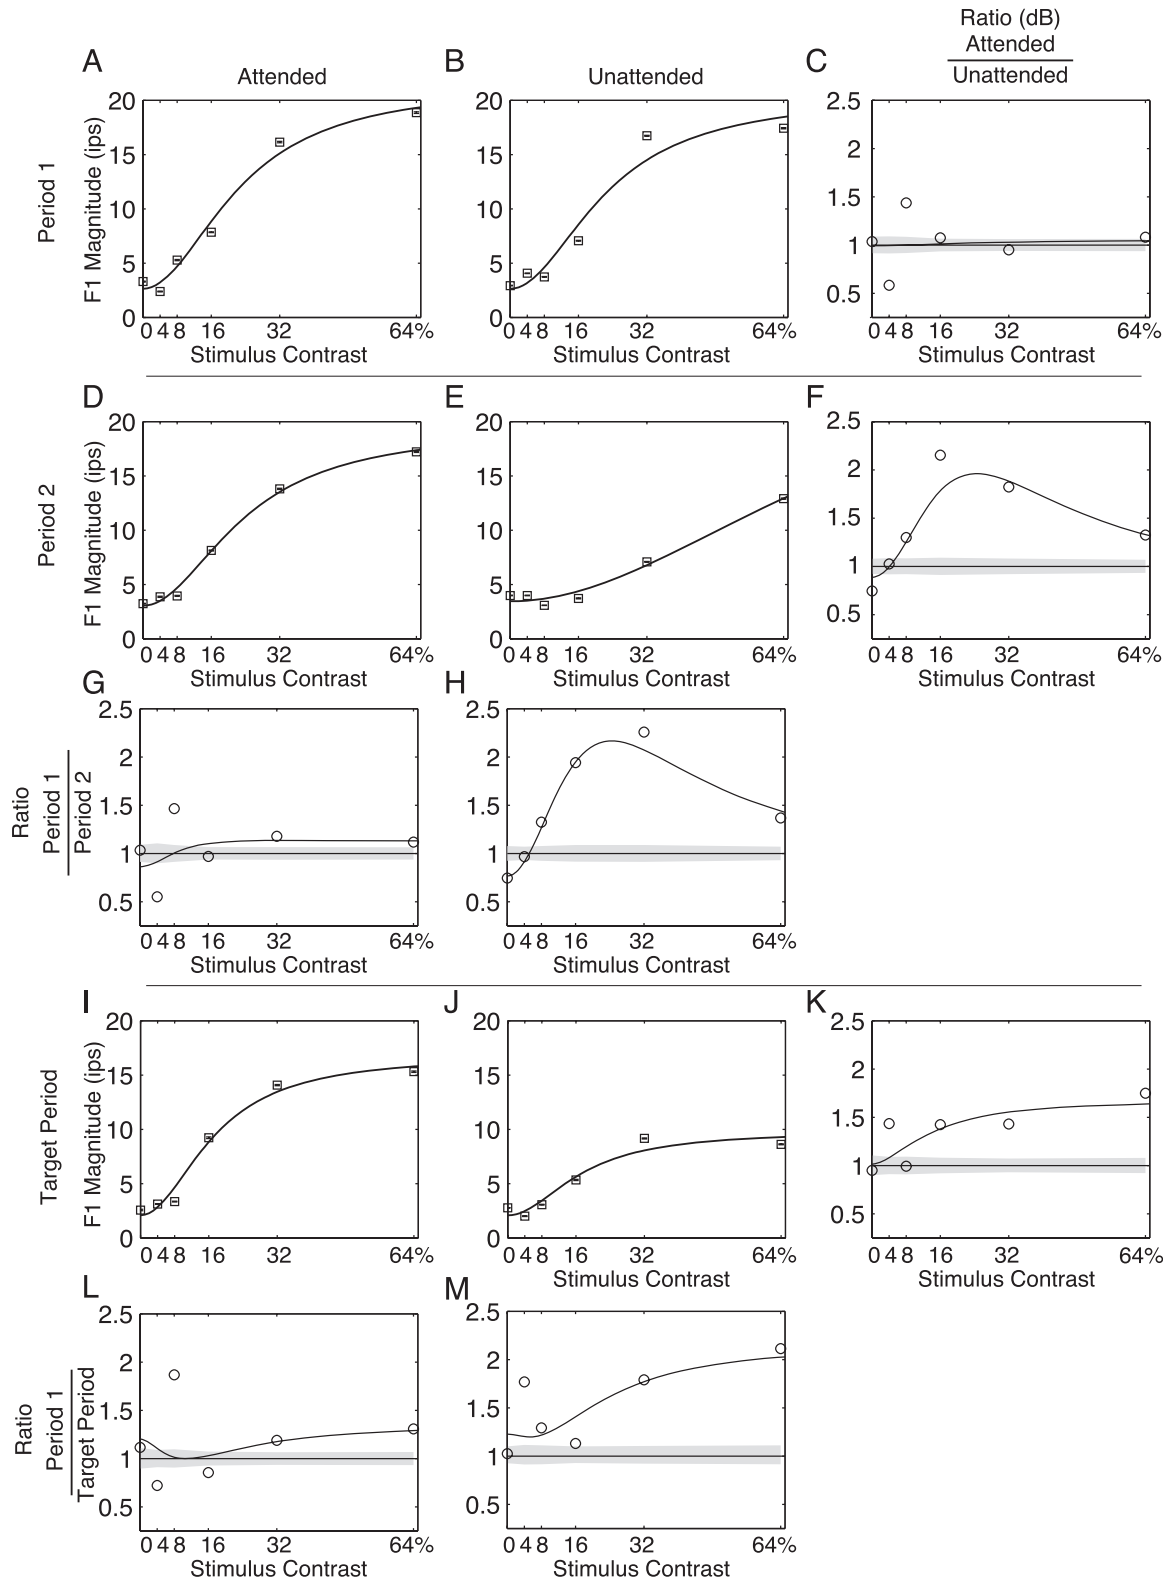 Ratio (dB)
Attended
Unattended
A
Attended
B
Unattended
C
Period 1
F1 Magnitude (ips)
20
15
10
5
0
0 4 8 16 32 64%
Stimulus Contrast
20
15
10
5
0
0 4 8 16 32 64%
Stimulus Contrast
2.5
2
1.5
1
0.5
0 4 8 16 32 64%
Stimulus Contrast
D
E
F
Period 2
F1 Magnitude (ips)
20
15
10
5
0
0 4 8 16 32 64%
Stimulus Contrast
20
15
10
5
0
0 4 8 16 32 64%
Stimulus Contrast
2.5
2
1.5
1
0.5
0 4 8 16 32 64%
Stimulus Contrast
G
H
Ratio
Period 1
Period 2
2.5
2
1.5
1
0.5
0 4 8 16 32 64%
Stimulus Contrast
2.5
2
1.5
1
0.5
0 4 8 16 32 64%
Stimulus Contrast
I
J
K
Target Period
F1 Magnitude (ips)
20
15
10
5
0
0 4 8 16 32 64%
Stimulus Contrast
20
15
10
5
0
0 4 8 16 32 64%
Stimulus Contrast
2.5
2
1.5
1
0.5
0 4 8 16 32 64%
Stimulus Contrast
L
M
Ratio
Period 1
Target Period
2.5
2
1.5
1
0.5
0 4 8 16 32 64%
Stimulus Contrast
2.5
2
1.5
1
0.5
0 4 8 16 32 64%
Stimulus Contrast